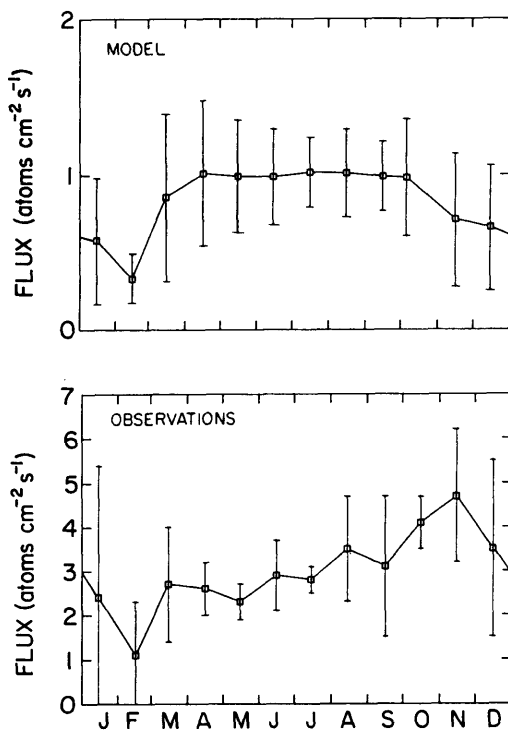 2
MODEL
1
0
FLUX (atoms cm⁻² s⁻¹)
7
OBSERVATIONS
6
5
4
3
2
1
0
FLUX (atoms cm⁻² s⁻¹)
J F M A M J J A S O N D